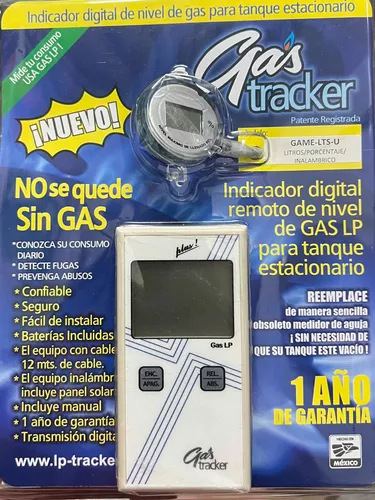 Indicador digital de nivel de gas para tanque estacionario
Mide tu consumo
USA GAS LP !
Gas
tracker
Patente Registrada
¡NUEVO!
GAME-LTS-U
LITROS/PORCENTAJE/
INALAMBRICO
NO se quede
Sin GAS
Indicador digital
remoto de nivel
de GAS LP
para tanque
estacionario
*CONOZCA SU CONSUMO
DIARIO
* DETECTE FUGAS
* PREVENGA ABUSOS
* Confiable
* Seguro
* Fácil de instalar
* Baterías Incluidas
* El equipo con cable
12 mts. de cable.
* El equipo inalámb
incluye panel sola
* Incluye manual
* 1 año de garantía
* Transmisión digita
www.lp-tracke
plus!
Gas LP
ENC.
APAG.
REL.
ABS.
Gas
tracker
REEMPLACE
de manera sencilla
obsoleto medidor de aguja
¡ SIN NECESIDAD DE
QUE SU TANQUE ESTE VACÍO !
1 AÑO
DE GARANTÍA
HECHO EN
MÉXICO